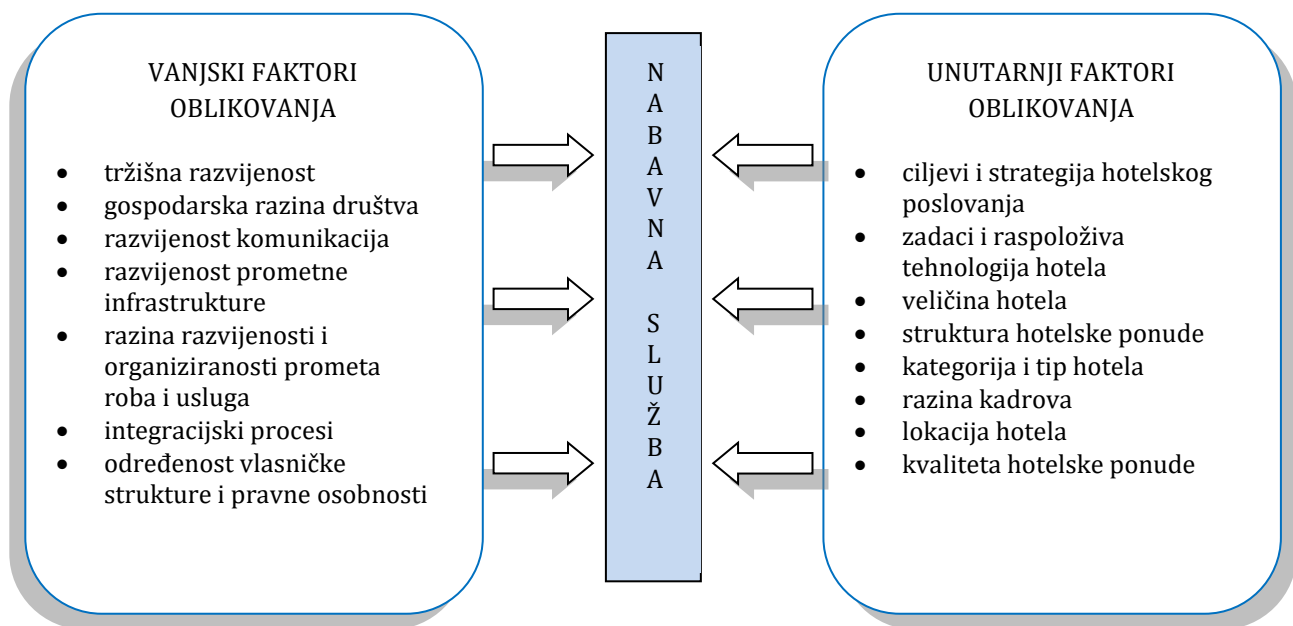 VANJSKI FAKTORI
OBLIKOVANJA
• tržišna razvijenost
• gospodarska razina društva
• razvijenost komunikacija
• razvijenost prometne
infrastrukture
• razina razvijenosti i
organiziranosti prometa
roba i usluga
• integracijski procesi
• određenost vlasničke
strukture i pravne osobnosti
N
A
B
A
V
N
A
S
L
U
Ž
B
A
UNUTARNJI FAKTORI
OBLIKOVANJA
• ciljevi i strategija hotelskog
poslovanja
• zadaci i raspoloživa
tehnologija hotela
• veličina hotela
• struktura hotelske ponude
• kategorija i tip hotela
• razina kadrova
• lokacija hotela
• kvaliteta hotelske ponude